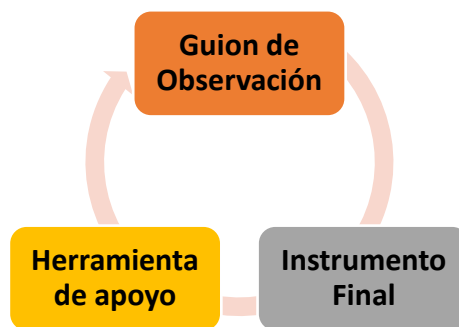 Guion de
Observación
Herramienta
de apoyo
Instrumento
Final